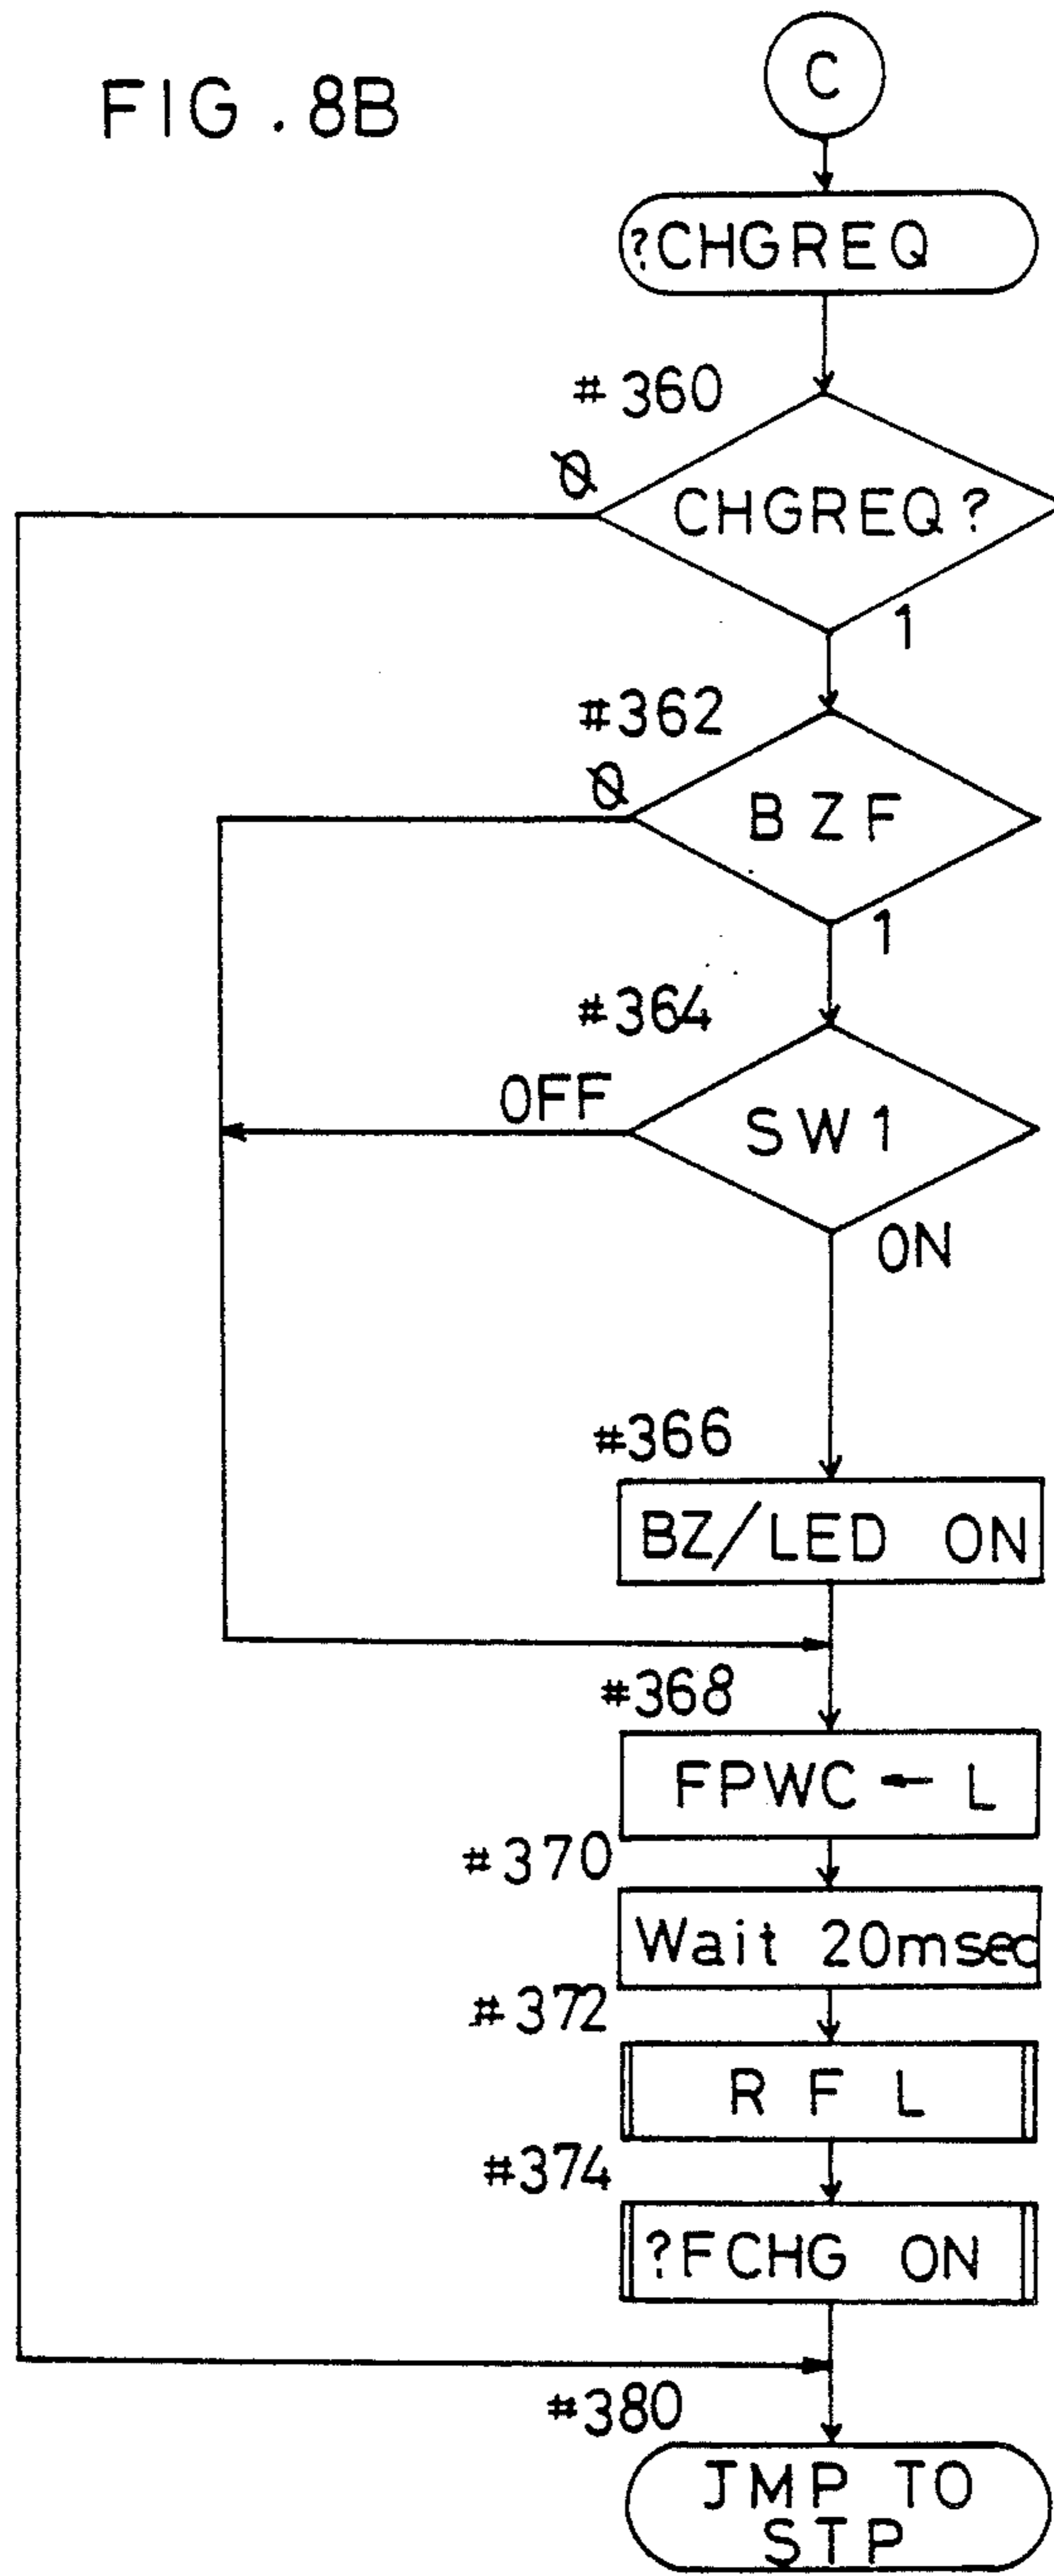 FIG. 8B
C
?CHGREQ
#360
0
CHGREQ?
1
#362
0
BZF
1
#364
OFF
SW1
ON
#366
BZ/LED ON
#368
FPWC ← L
#370
Wait 20msec
#372
RFL
#374
?FCHG ON
#380
JMP TO
STP